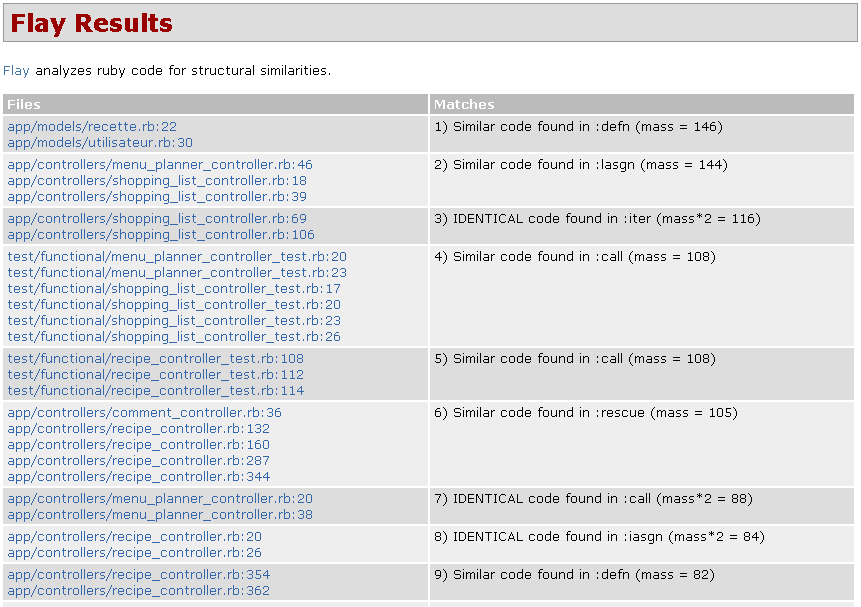 Flay Results
Flay analyzes ruby code for structural similarities.
Files Matches
app/models/recette.rb:22 1) Similar code found in :defn (mass = 146)
app/models/utilisateur.rb:30
app/controllers/menu_planner_controller.rb:46 2) Similar code found in :lasgn (mass = 144)
app/controllers/shopping_list_controller.rb:18
app/controllers/shopping_list_controller.rb:39
app/controllers/shopping_list_controller.rb:69 3) IDENTICAL code found in :iter (mass*2 = 116)
app/controllers/shopping_list_controller.rb:106
test/functional/menu_planner_controller_test.rb:20 4) Similar code found in :call (mass = 108)
test/functional/menu_planner_controller_test.rb:23
test/functional/shopping_list_controller_test.rb:17
test/functional/shopping_list_controller_test.rb:20
test/functional/shopping_list_controller_test.rb:23
test/functional/shopping_list_controller_test.rb:26
test/functional/recipe_controller_test.rb:108 5) Similar code found in :call (mass = 108)
test/functional/recipe_controller_test.rb:112
test/functional/recipe_controller_test.rb:114
app/controllers/comment_controller.rb:36 6) Similar code found in :rescue (mass = 105)
app/controllers/recipe_controller.rb:132
app/controllers/recipe_controller.rb:160
app/controllers/recipe_controller.rb:287
app/controllers/recipe_controller.rb:344
app/controllers/menu_planner_controller.rb:20 7) IDENTICAL code found in :call (mass*2 = 88)
app/controllers/menu_planner_controller.rb:38
app/controllers/recipe_controller.rb:20 8) IDENTICAL code found in :iasgn (mass*2 = 84)
app/controllers/recipe_controller.rb:26
app/controllers/recipe_controller.rb:354 9) Similar code found in :defn (mass = 82)
app/controllers/recipe_controller.rb:362